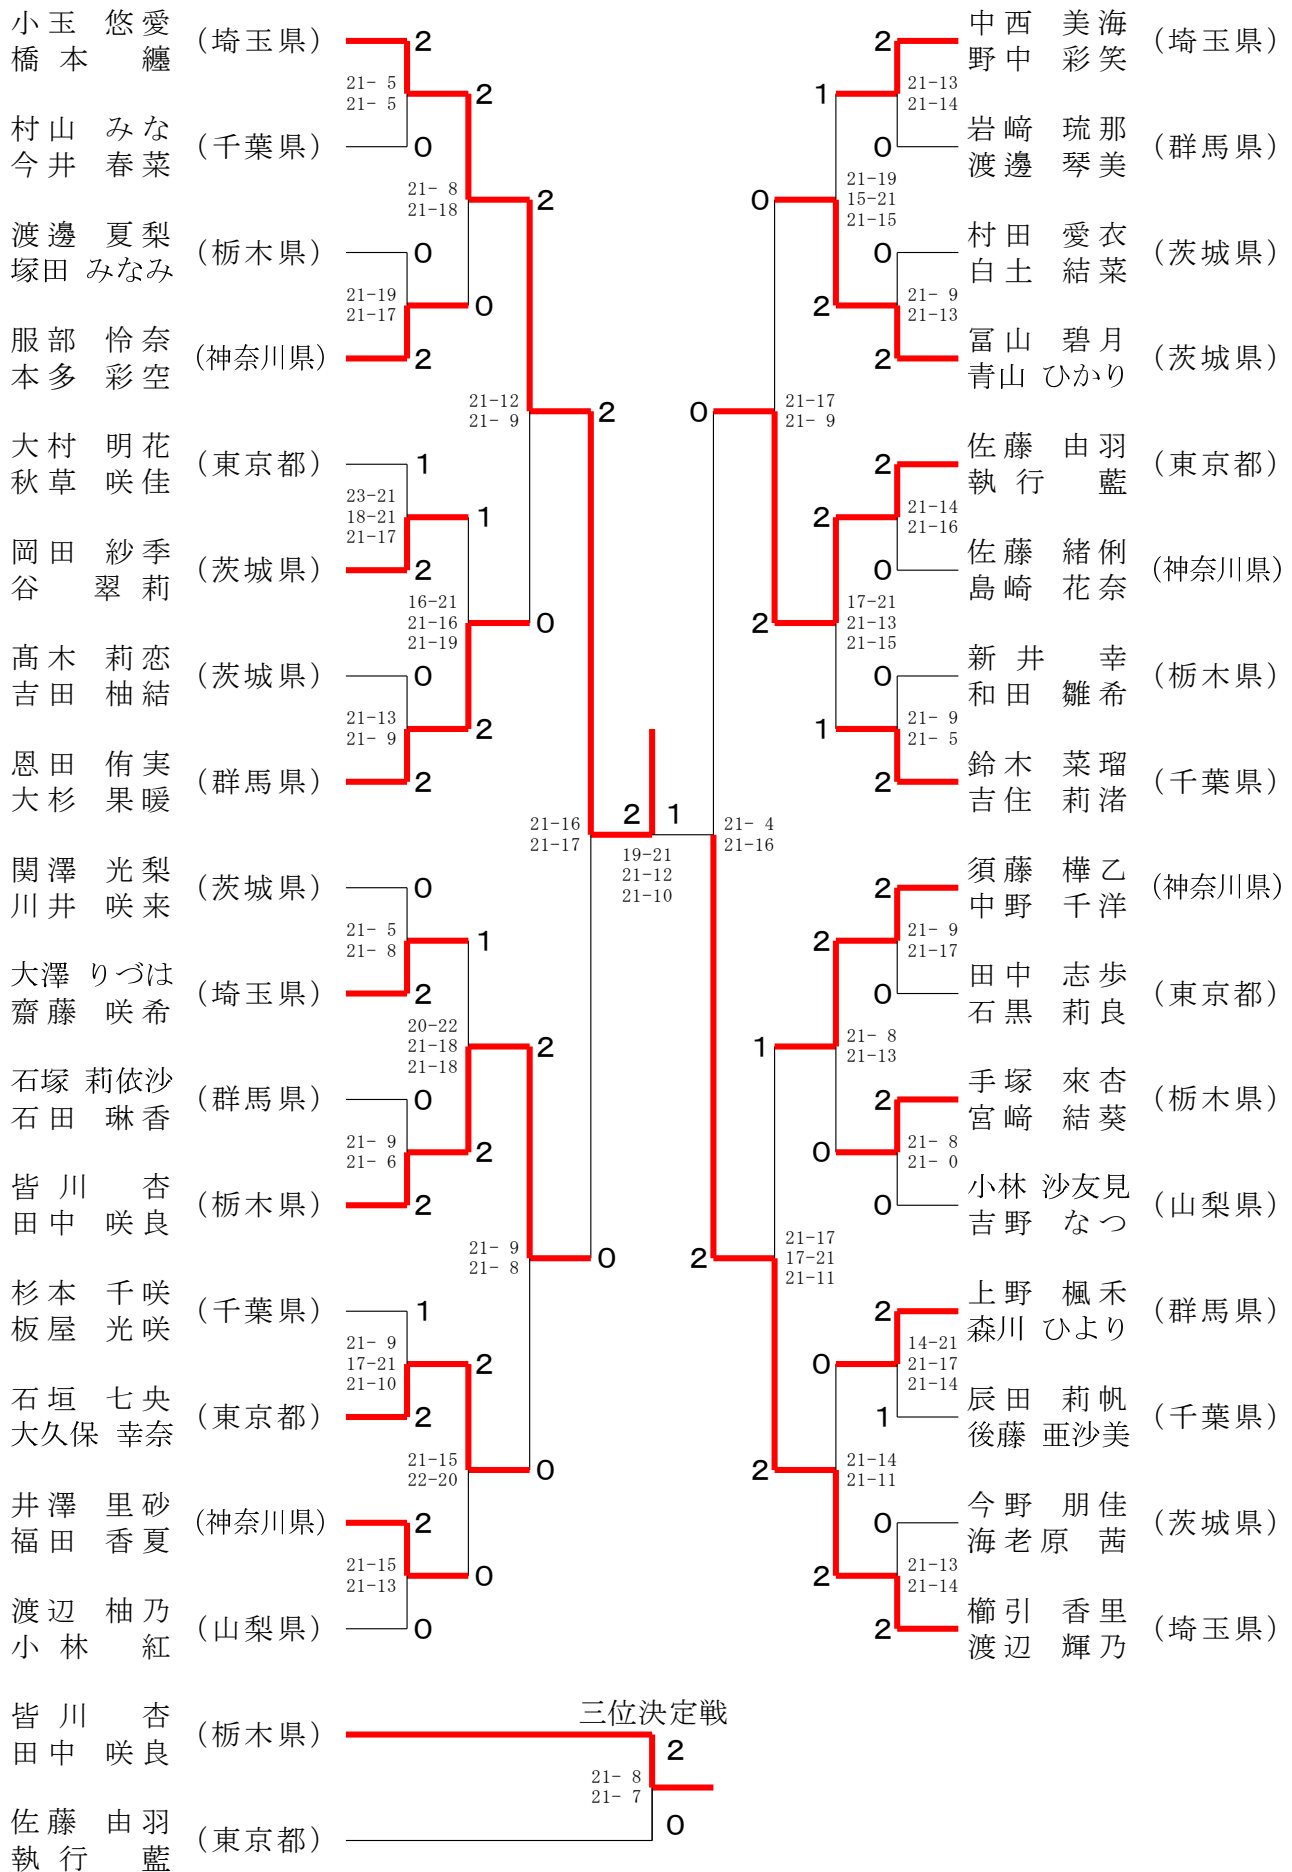 小玉 悠愛
橋本 纏
(埼玉県)
2
21- 5
21- 5
2
村山 みな
今井 春菜
(千葉県)
0
21- 8
21-18
2
渡邊 夏梨
塚田 みなみ
(栃木県)
0
21-19
21-17
0
服部 怜奈
本多 彩空
(神奈川県)
2
21-12
21- 9
2
大村 明花
秋草 咲佳
(東京都)
1
23-21
18-21
21-17
1
岡田 紗季
谷 翠莉
(茨城県)
2
16-21
21-16
21-19
0
髙木 莉恋
吉田 柚結
(茨城県)
0
21-13
21- 9
2
恩田 侑実
大杉 果暖
(群馬県)
2
21-16
21-17
2
1
19-21
21-12
21-10
関澤 光梨
川井 咲来
(茨城県)
0
21- 5
21- 8
1
大澤 りづは
齋藤 咲希
(埼玉県)
2
20-22
21-18
21-18
2
石塚 莉依沙
石田 琳香
(群馬県)
0
21- 9
21- 6
2
皆川 杏
田中 咲良
(栃木県)
2
21- 9
21- 8
0
杉本 千咲
板屋 光咲
(千葉県)
1
21- 9
17-21
21-10
2
石垣 七央
大久保 幸奈
(東京都)
2
21-15
22-20
0
井澤 里砂
福田 香夏
(神奈川県)
2
21-15
21-13
0
渡辺 柚乃
小林 紅
(山梨県)
0
中西 美海
野中 彩笑
(埼玉県)
2
21-13
21-14
1
岩﨑 琉那
渡邊 琴美
(群馬県)
0
21-19
15-21
21-15
0
村田 愛衣
白土 結菜
(茨城県)
0
21- 9
21-13
2
冨山 碧月
青山 ひかり
(茨城県)
2
21-17
21- 9
0
佐藤 由羽
執行 藍
(東京都)
2
21-14
21-16
2
佐藤 緒俐
島崎 花奈
(神奈川県)
0
17-21
21-13
21-15
2
新井 幸
和田 雛希
(栃木県)
0
21- 9
21- 5
1
鈴木 菜瑠
吉住 莉渚
(千葉県)
2
21- 4
21-16
須藤 樺乙
中野 千洋
(神奈川県)
2
21- 9
21-17
2
田中 志歩
石黒 莉良
(東京都)
0
21- 8
21-13
1
手塚 來杏
宮﨑 結葵
(栃木県)
2
21- 8
21- 0
0
小林 沙友見
吉野 なつ
(山梨県)
0
21-17
17-21
21-11
2
上野 楓禾
森川 ひより
(群馬県)
2
14-21
21-17
21-14
0
辰田 莉帆
後藤 亜沙美
(千葉県)
1
21-14
21-11
2
今野 朋佳
海老原 茜
(茨城県)
0
21-13
21-14
2
櫛引 香里
渡辺 輝乃
(埼玉県)
2
三位決定戦
皆川 杏
田中 咲良
(栃木県)
2
21- 8
21- 7
佐藤 由羽
執行 藍
(東京都)
0